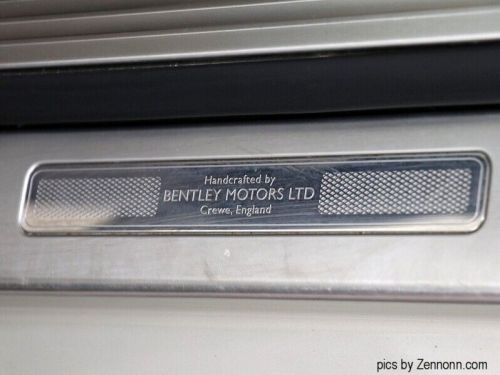 Handcrafted by
BENTLEY MOTORS LTD
Crewe, England
pics by Zennonn.com